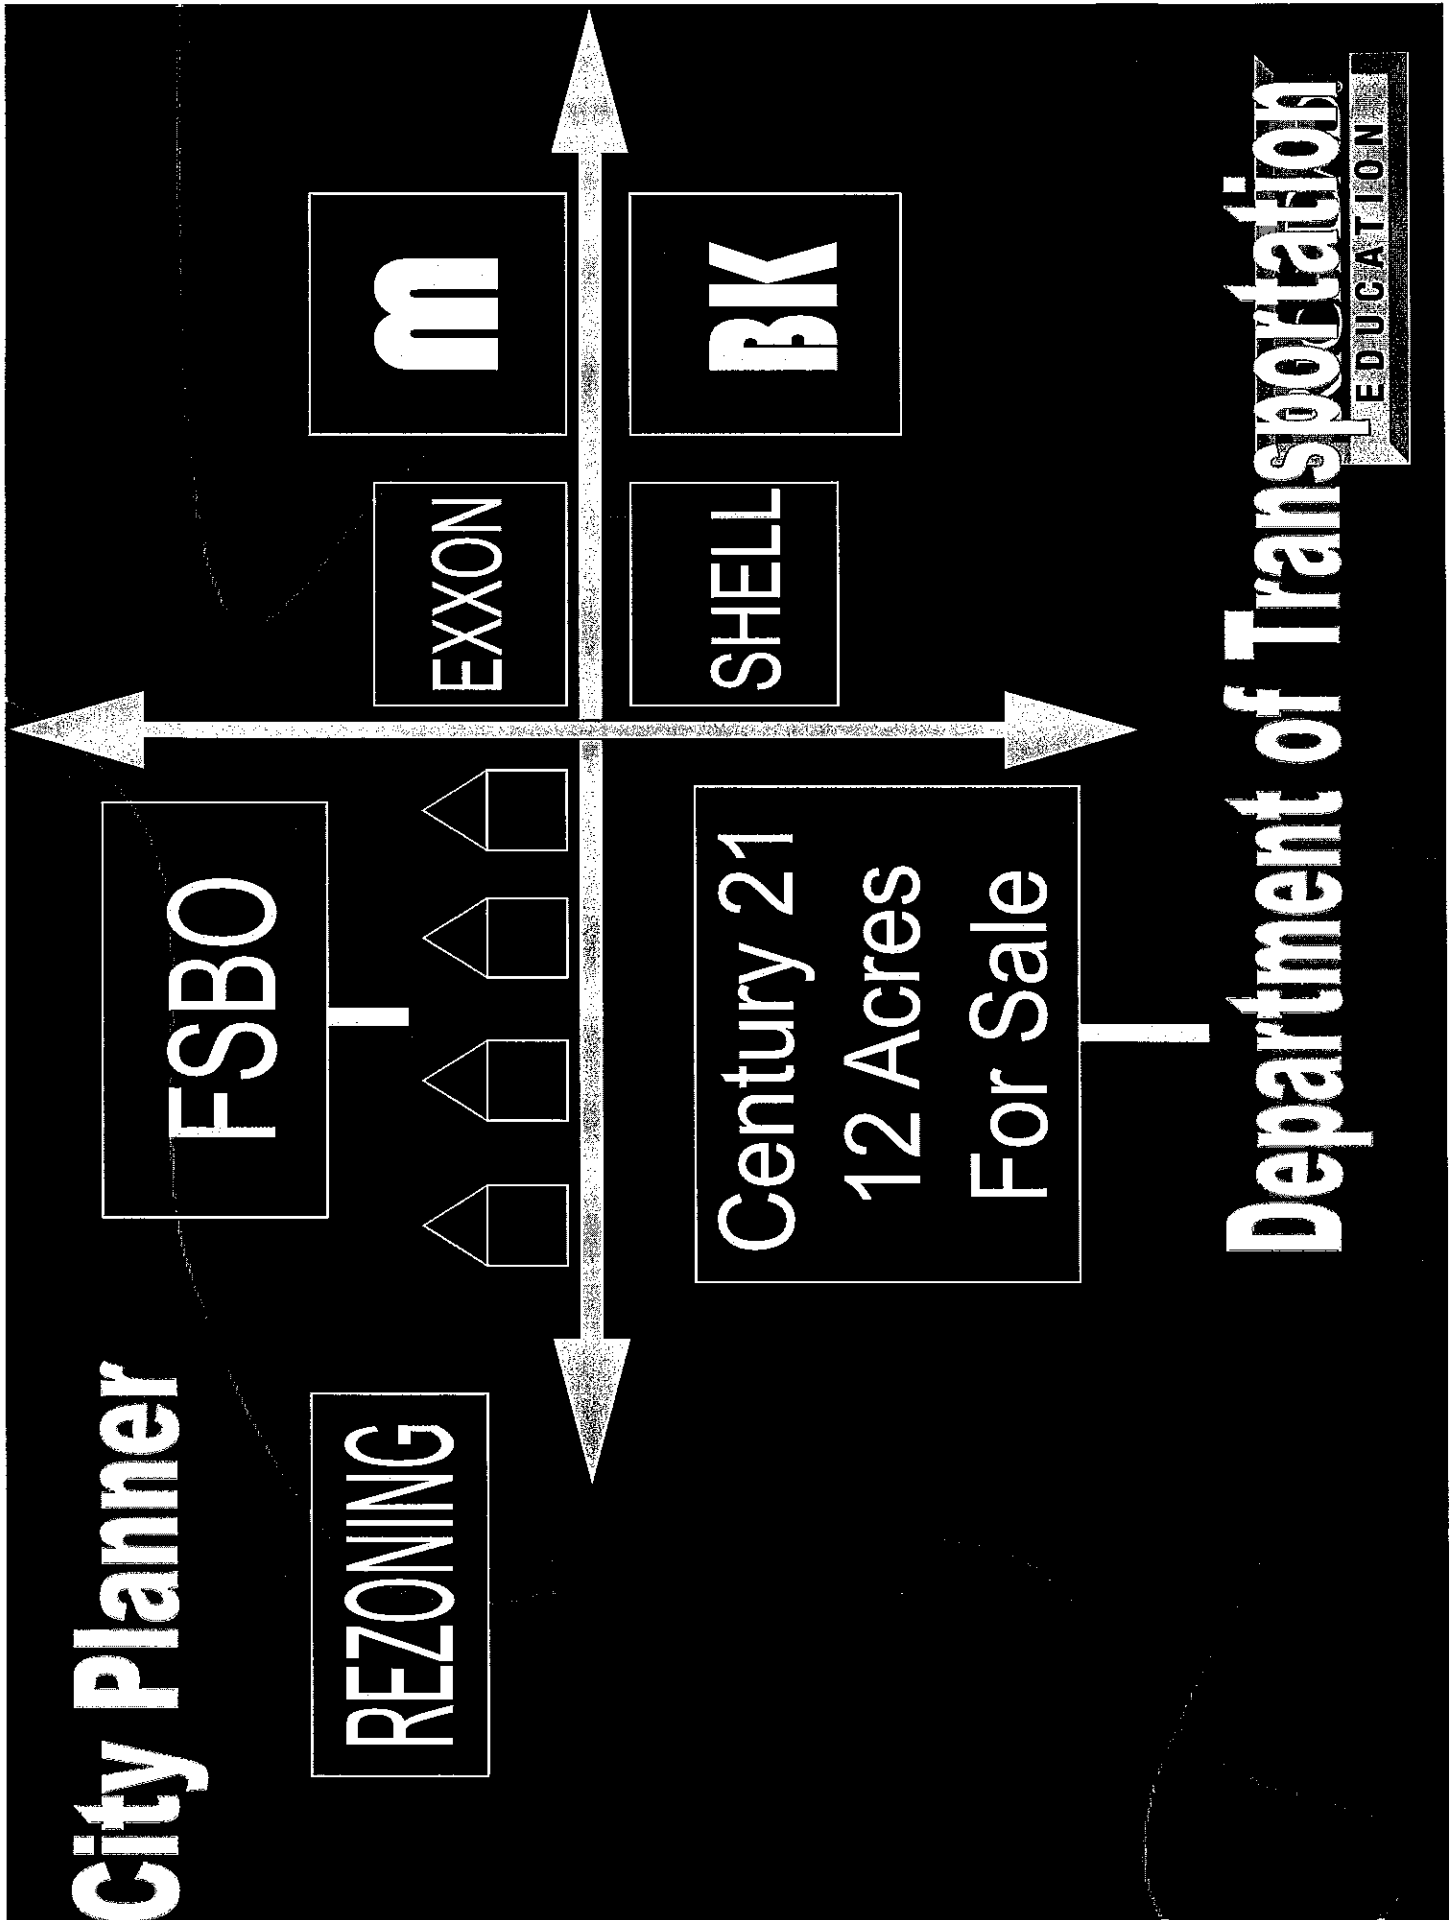 City Planner
REZONING
FSBO
EXXON
m
SHELL
BK
Century 21
12 Acres
For Sale
Department of Transportation
EDUCATION